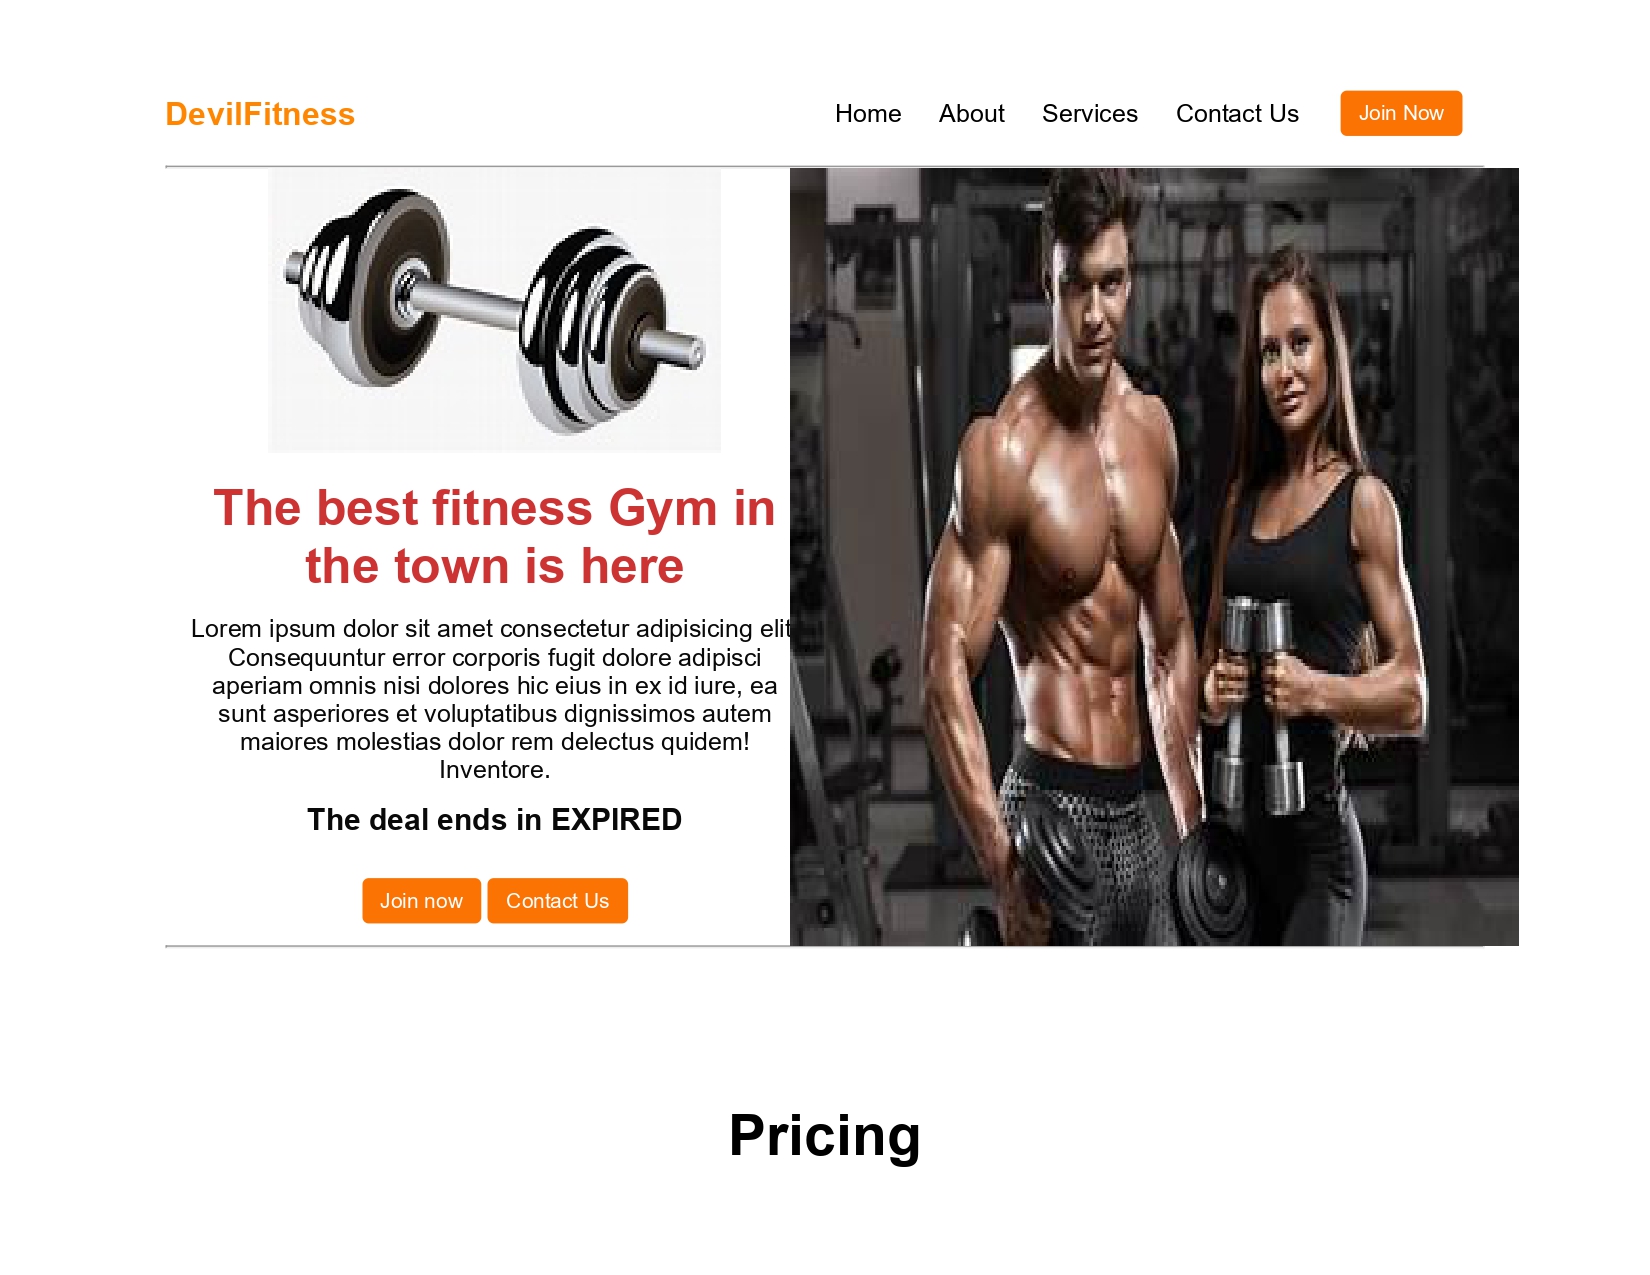 DevilFitness
Home About Services Contact Us Join Now
The best fitness Gym in
the town is here
Lorem ipsum dolor sit amet consectetur adipisicing elit
Consequuntur error corporis fugit dolore adipisci
aperiam omnis nisi dolores hic eius in ex id iure, ea
sunt asperiores et voluptatibus dignissimos autem
maiores molestias dolor rem delectus quidem!
Inventore.
The deal ends in EXPIRED
Join now Contact Us
Pricing